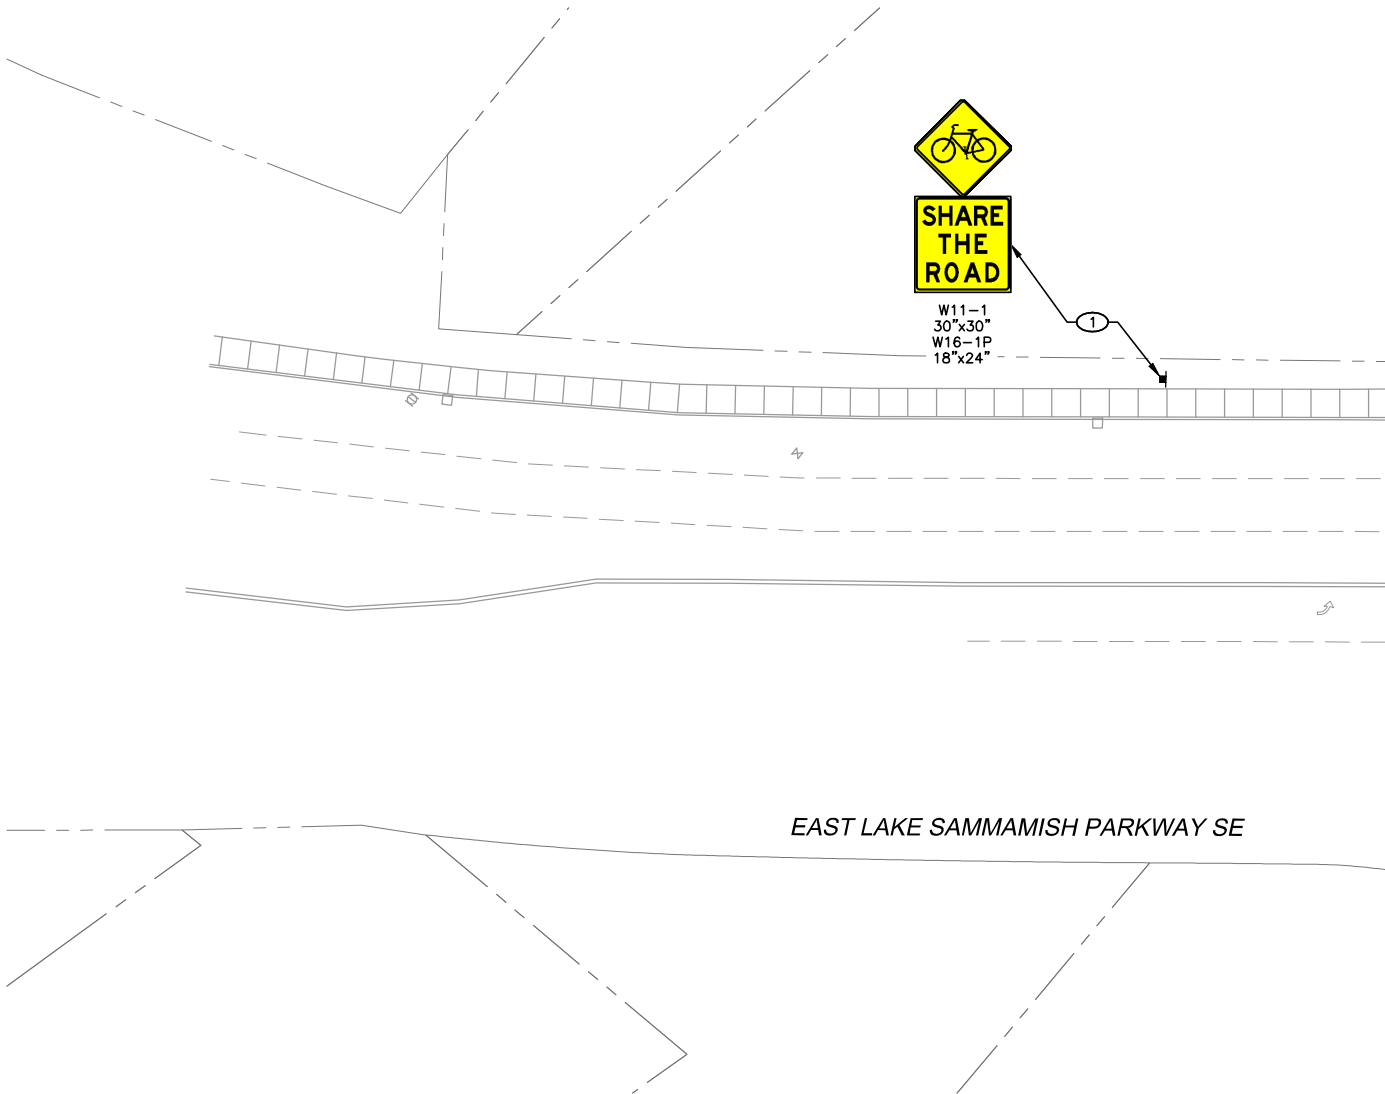 SHARE
THE
ROAD
W11-1
30"x30"
W16-1P
18"x24"
1
EAST LAKE SAMMAMISH PARKWAY SE